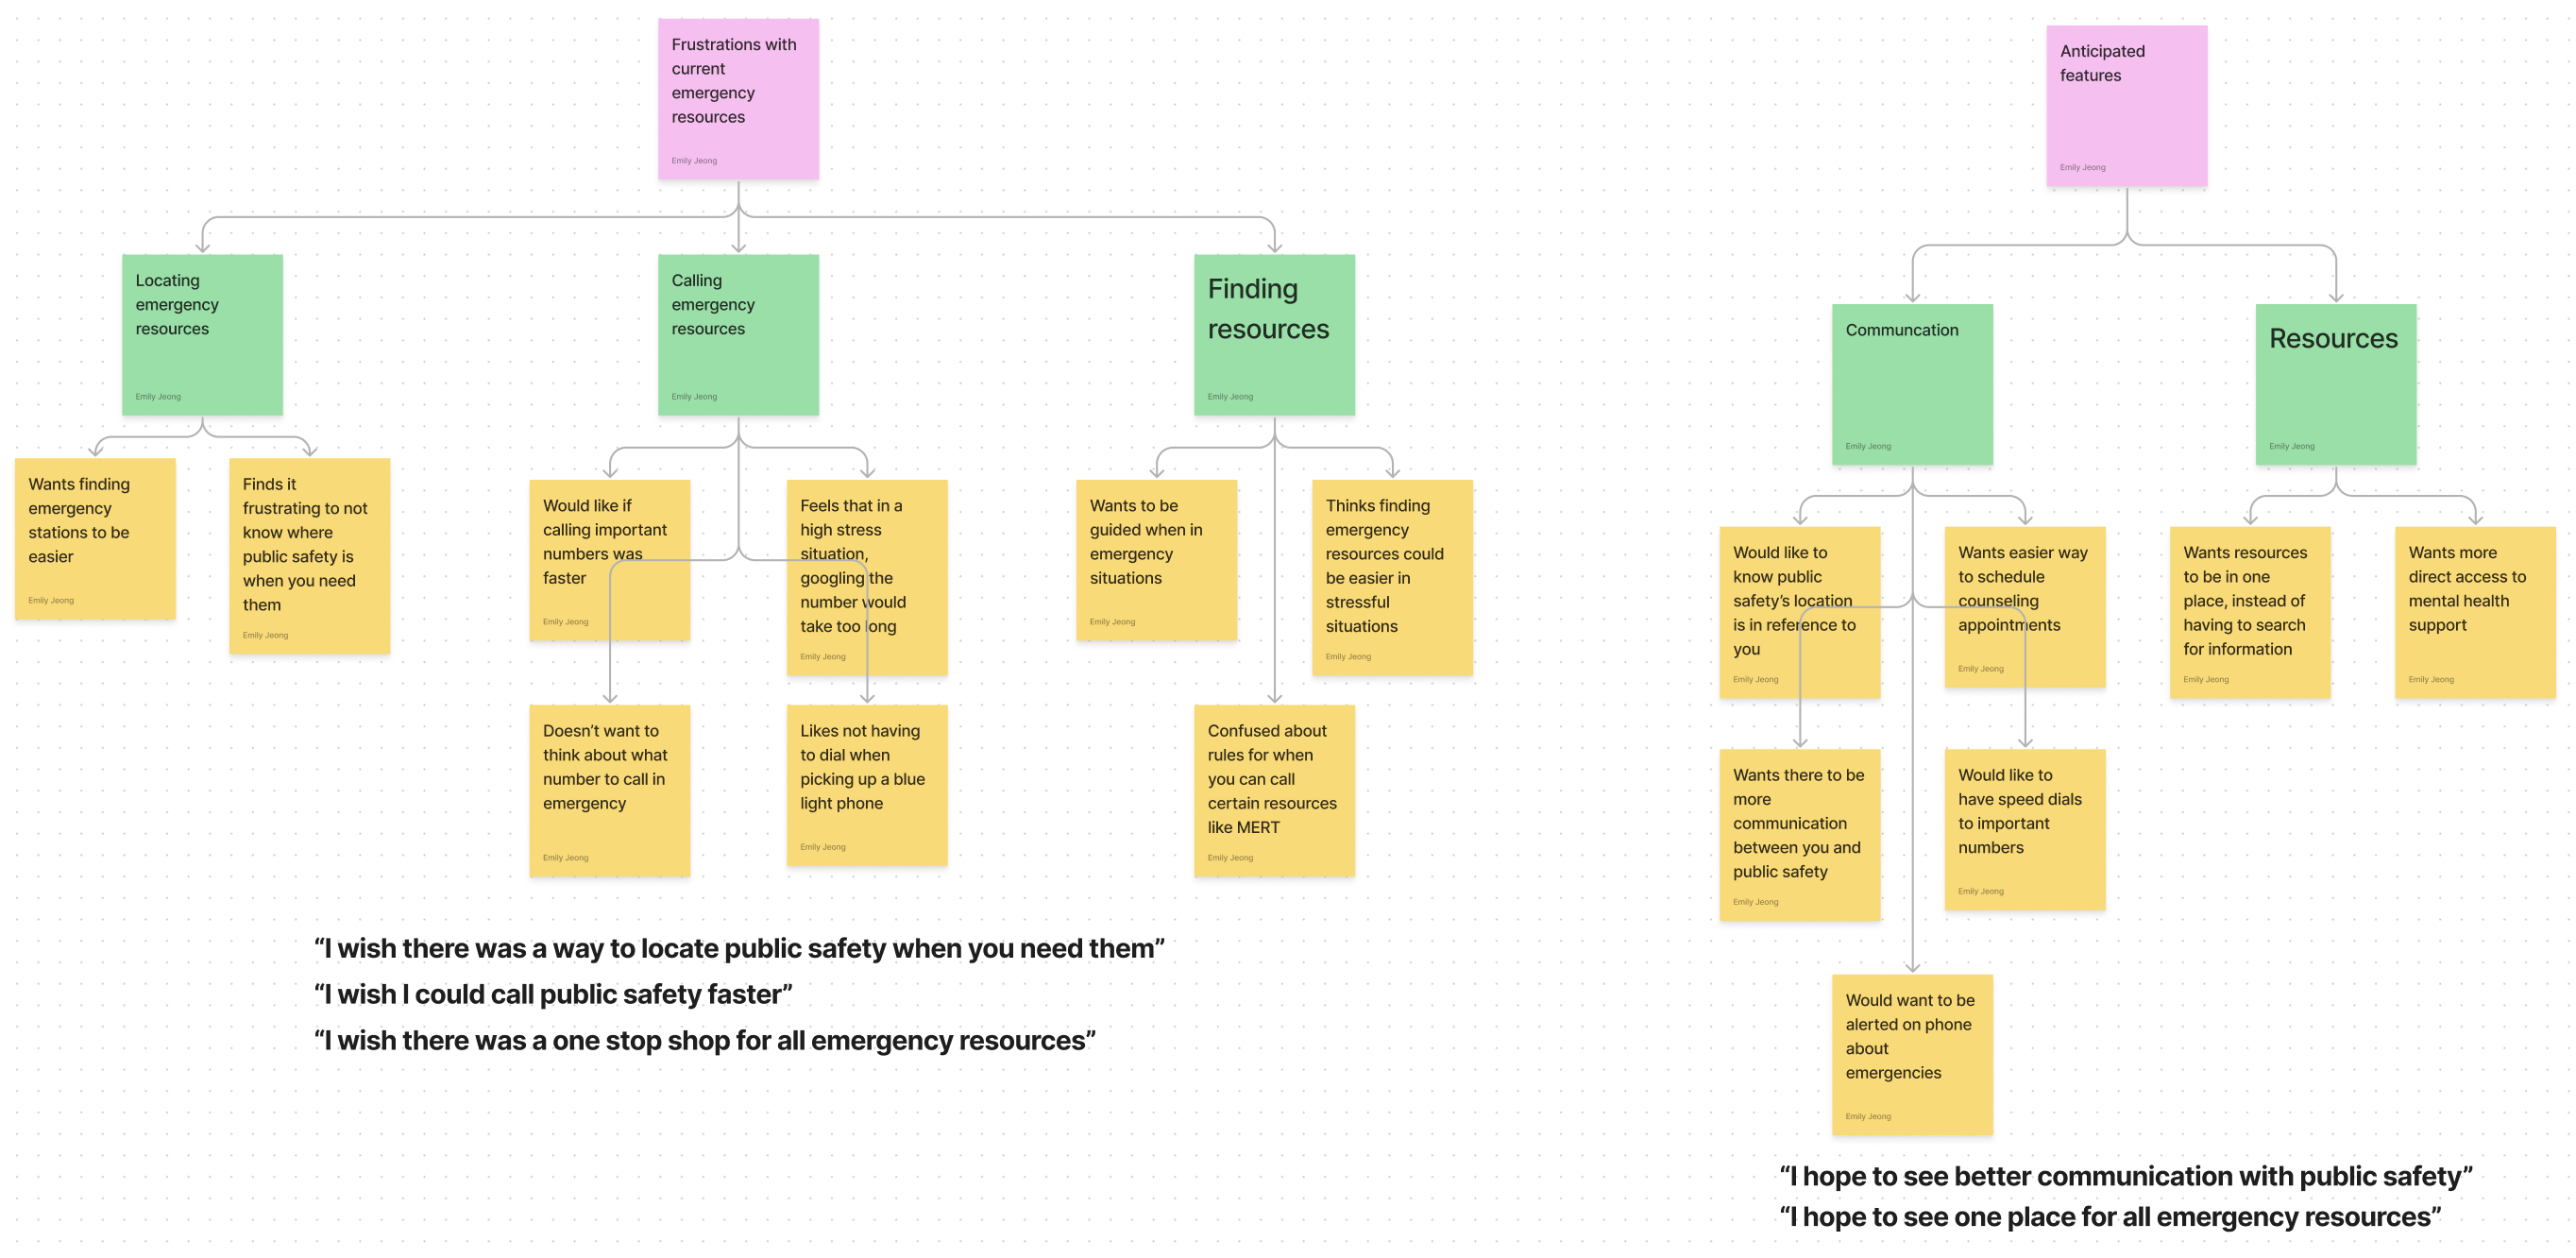 Frustrations with
current
emergency
resources
Emily Jeong
Locating
emergency
resources
Emily Jeong
Calling
emergency
resources
Emily Jeong
Finding
resources
Emily Jeong
Wants finding
emergency
stations to be
easier
Emily Jeong
Finds it
frustrating to not
know where
public safety is
when you need
them
Emily Jeong
Would like if
calling important
numbers was
faster
Emily Jeong
Feels that in a
high stress
situation,
googling the
number would
take too long
Emily Jeong
Doesn’t want to
think about what
number to call in
emergency
Emily Jeong
Likes not having
to dial when
picking up a blue
light phone
Emily Jeong
Wants to be
guided when in
emergency
situations
Emily Jeong
Thinks finding
emergency
resources could
be easier in
stressful
situations
Emily Jeong
Confused about
rules for when
you can call
certain resources
like MERT
Emily Jeong
“I wish there was a way to locate public safety when you need them”
“I wish I could call public safety faster”
“I wish there was a one stop shop for all emergency resources”
Anticipated
features
Emily Jeong
Communcation
Emily Jeong
Resources
Emily Jeong
Would like to
know public
safety’s location
is in reference to
you
Emily Jeong
Wants easier way
to schedule
counseling
appointments
Emily Jeong
Wants there to be
more
communication
between you and
public safety
Emily Jeong
Would like to
have speed dials
to important
numbers
Emily Jeong
Would want to be
alerted on phone
about
emergencies
Emily Jeong
Wants resources
to be in one
place, instead of
having to search
for information
Emily Jeong
Wants more
direct access to
mental health
support
Emily Jeong
“I hope to see better communication with public safety”
“I hope to see one place for all emergency resources”